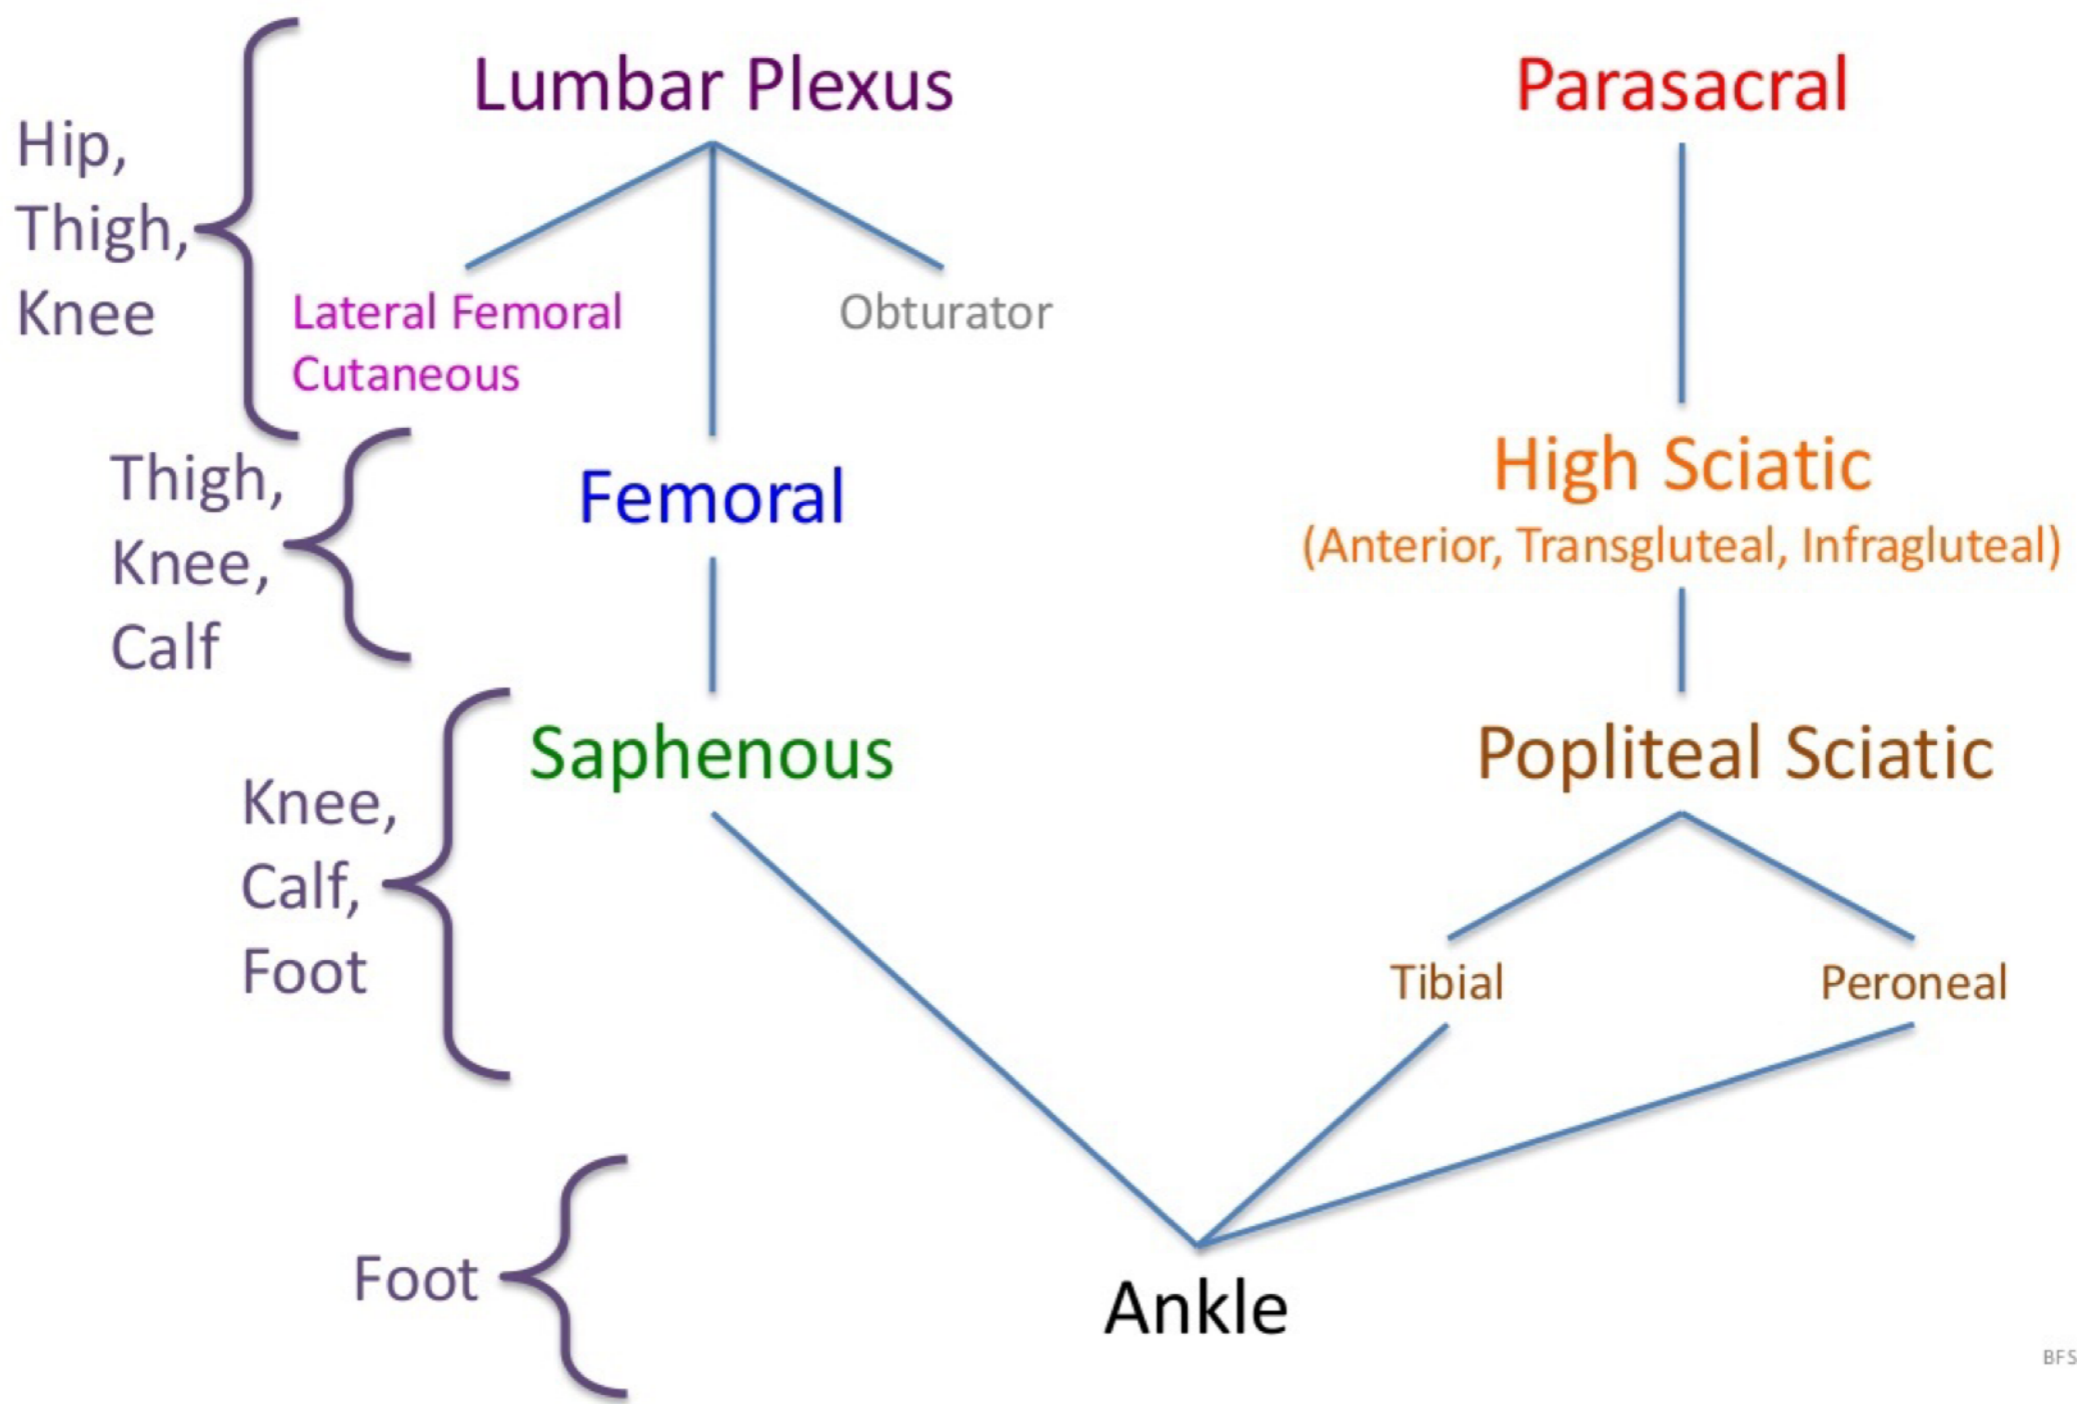 Lumbar Plexus
Parasacral
Hip,
Thigh,
Knee
Lateral Femoral
Cutaneous
Obturator
Thigh,
Knee,
Calf
Femoral
High Sciatic
(Anterior, Transgluteal, Infragluteal)
Knee,
Calf,
Foot
Saphenous
Popliteal Sciatic
Tibial
Peroneal
Foot
Ankle
BFS